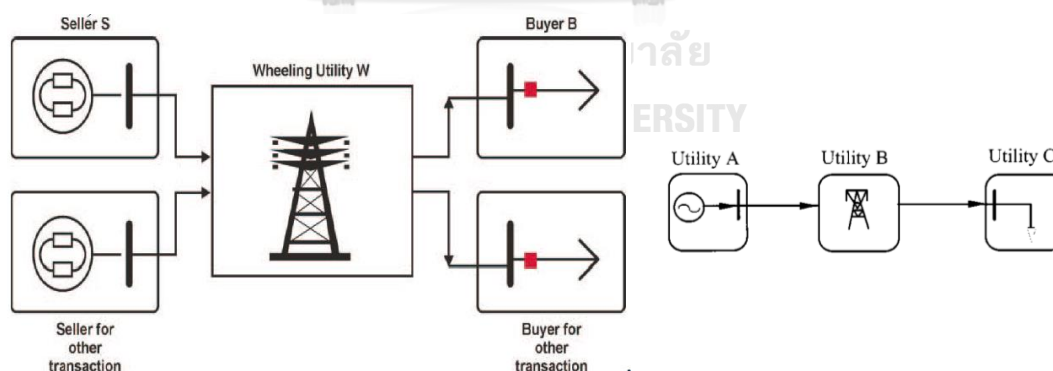 Seller S
Buyer B
Wheeling Utility W
าลัย
ERSITY
Utility A
Utility B
Utility C
Seller for
other
transaction
Buyer for
other
transaction